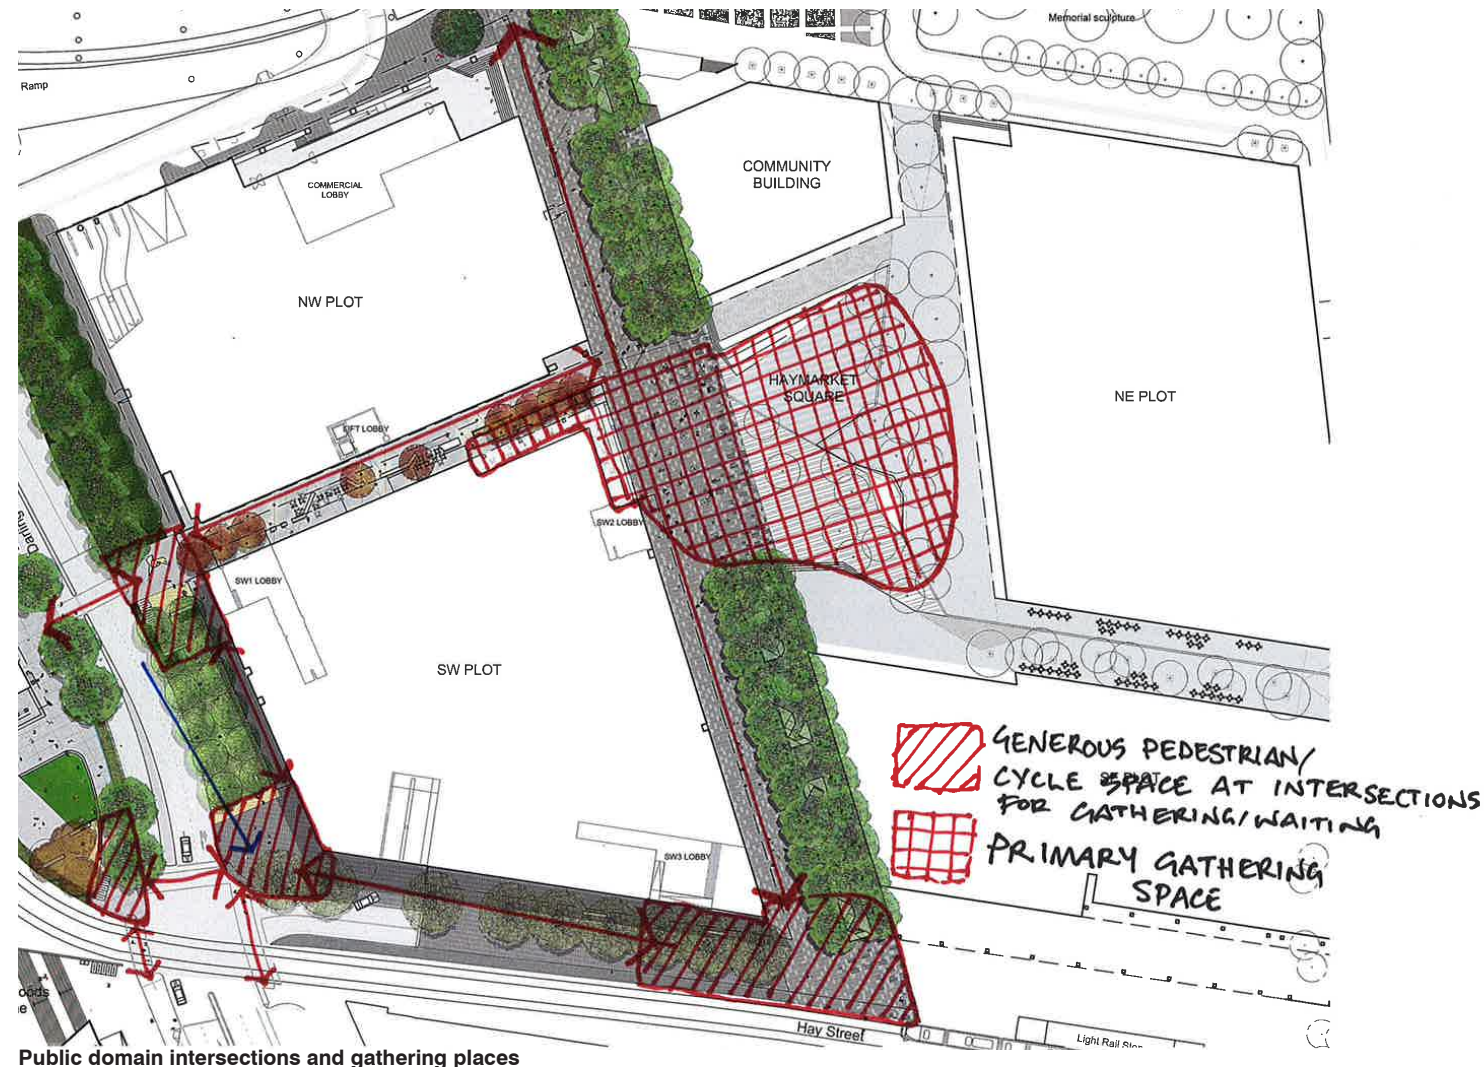 Memorial sculpture
Ramp
COMMUNITY
BUILDING
COMMERCIAL
LOBBY
NW PLOT
HAYMARKET
SQUARE
NE PLOT
LIFT LOBBY
SW2 LOBBY
SW1 LOBBY
SW PLOT
GENEROUS PEDESTRIAN/
CYCLE SPACE AT INTERSECTIONS
FOR GATHERING/WAITING
PRIMARY GATHERING
SPACE
SW3 LOBBY
Hay Street
Light Rail
Public domain intersections and gathering places